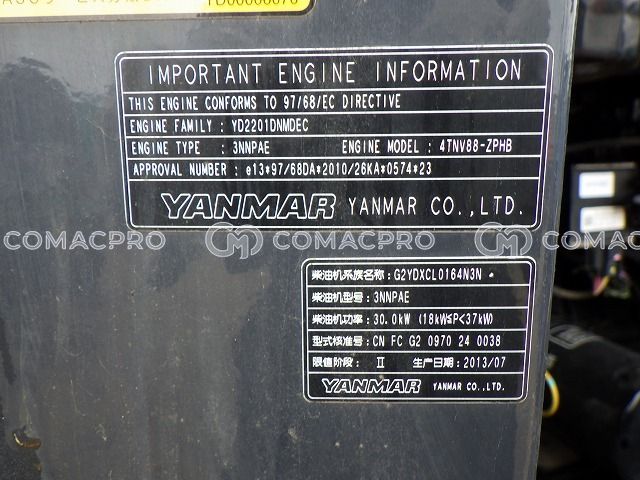 IMPORTANT ENGINE INFORMATION
THIS ENGINE CONFORMS TO 97/68/EC DIRECTIVE
ENGINE FAMILY : YD2201DNMDEC
ENGINE TYPE : 3NNPAE ENGINE MODEL : 4TNV88-ZPHB
APPROVAL NUMBER : e13*97/68DA*2010/26KA*0574*23
YANMAR YANMAR CO.,LTD.
COMACPRO COMACPRO COMACPRO
柴油机系族名称: G2YDXCL0164N3N
柴油机型号: 3NNPAE
柴油机功率: 30.0kW (18kW≦P<37kW)
型式核准号: CN FC G2 0970 24 0038
限值阶段: Ⅱ 生产日期: 2013/07
YANMAR YANMAR CO.,LTD.